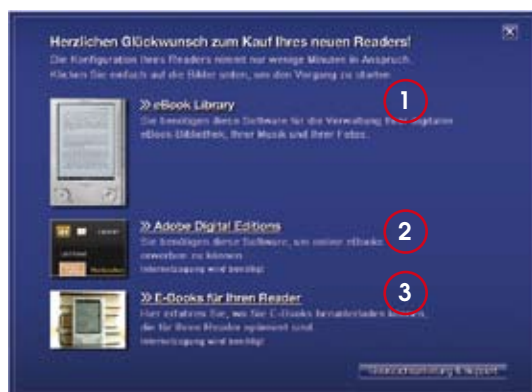 Herzlichen Glückwunsch zum Kauf Ihres neuen Readers!
Die Konfiguration Ihres Readers nimmt nur wenige Minuten in Anspruch.
Klicken Sie einfach auf die Bilder unten, um den Vorgang zu starten.
1
>> eBook Library
Sie benötigen diese Software für die Verwaltung Ihrer digitalen
eBook-Bibliothek, Ihrer Musik und Ihrer Fotos.
2
>> Adobe Digital Editions
Sie benötigen diese Software, um online eBooks
erwerben zu können
Internetzugang wird benötigt
3
>> E-Books für Ihren Reader
Hier erfahren Sie, wo Sie E-Books herunterladen können,
die für Ihren Reader optimiert sind
Internetzugang wird benötigt
& Support